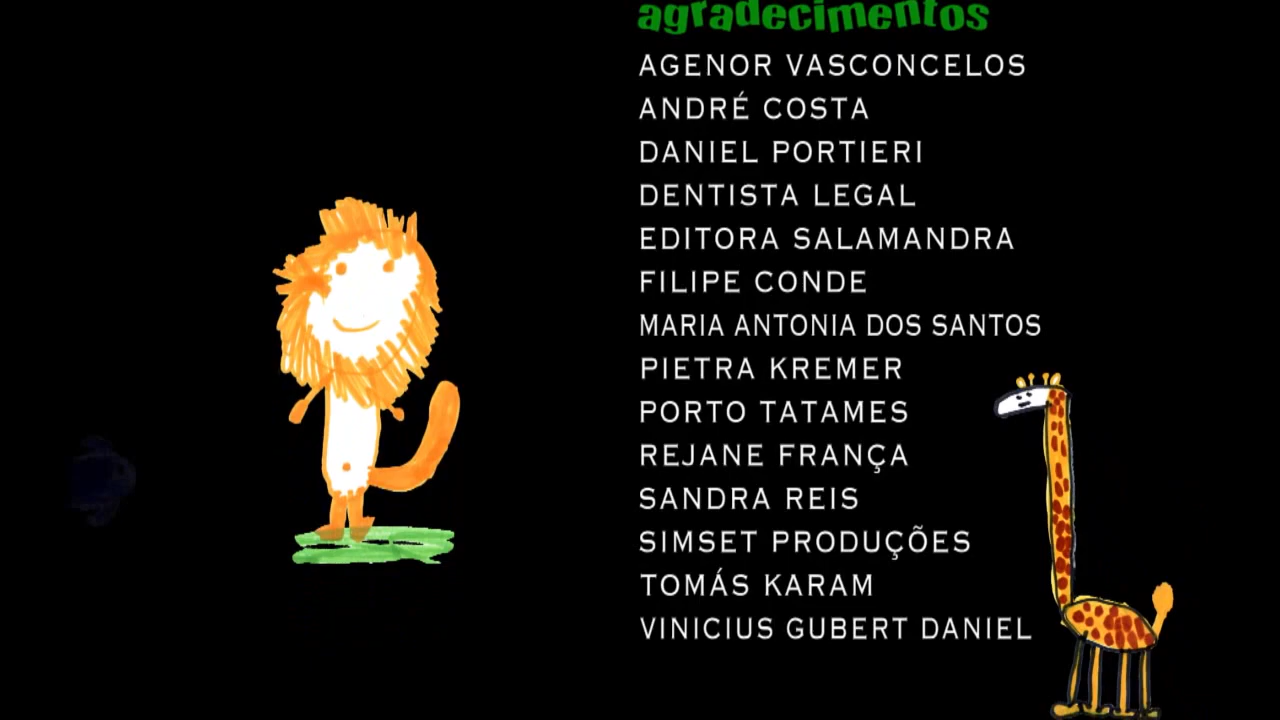 agradecimentos
AGENOR VASCONCELOS
ANDRÉ COSTA
DANIEL PORTIERI
DENTISTA LEGAL
EDITORA SALAMANDRA
FILIPE CONDE
MARIA ANTONIA DOS SANTOS
PIETRA KREMER
PORTO TATAMES
REJANE FRANÇA
SANDRA REIS
SIMSET PRODUÇÕES
TOMÁS KARAM
VINICIUS GUBERT DANIEL